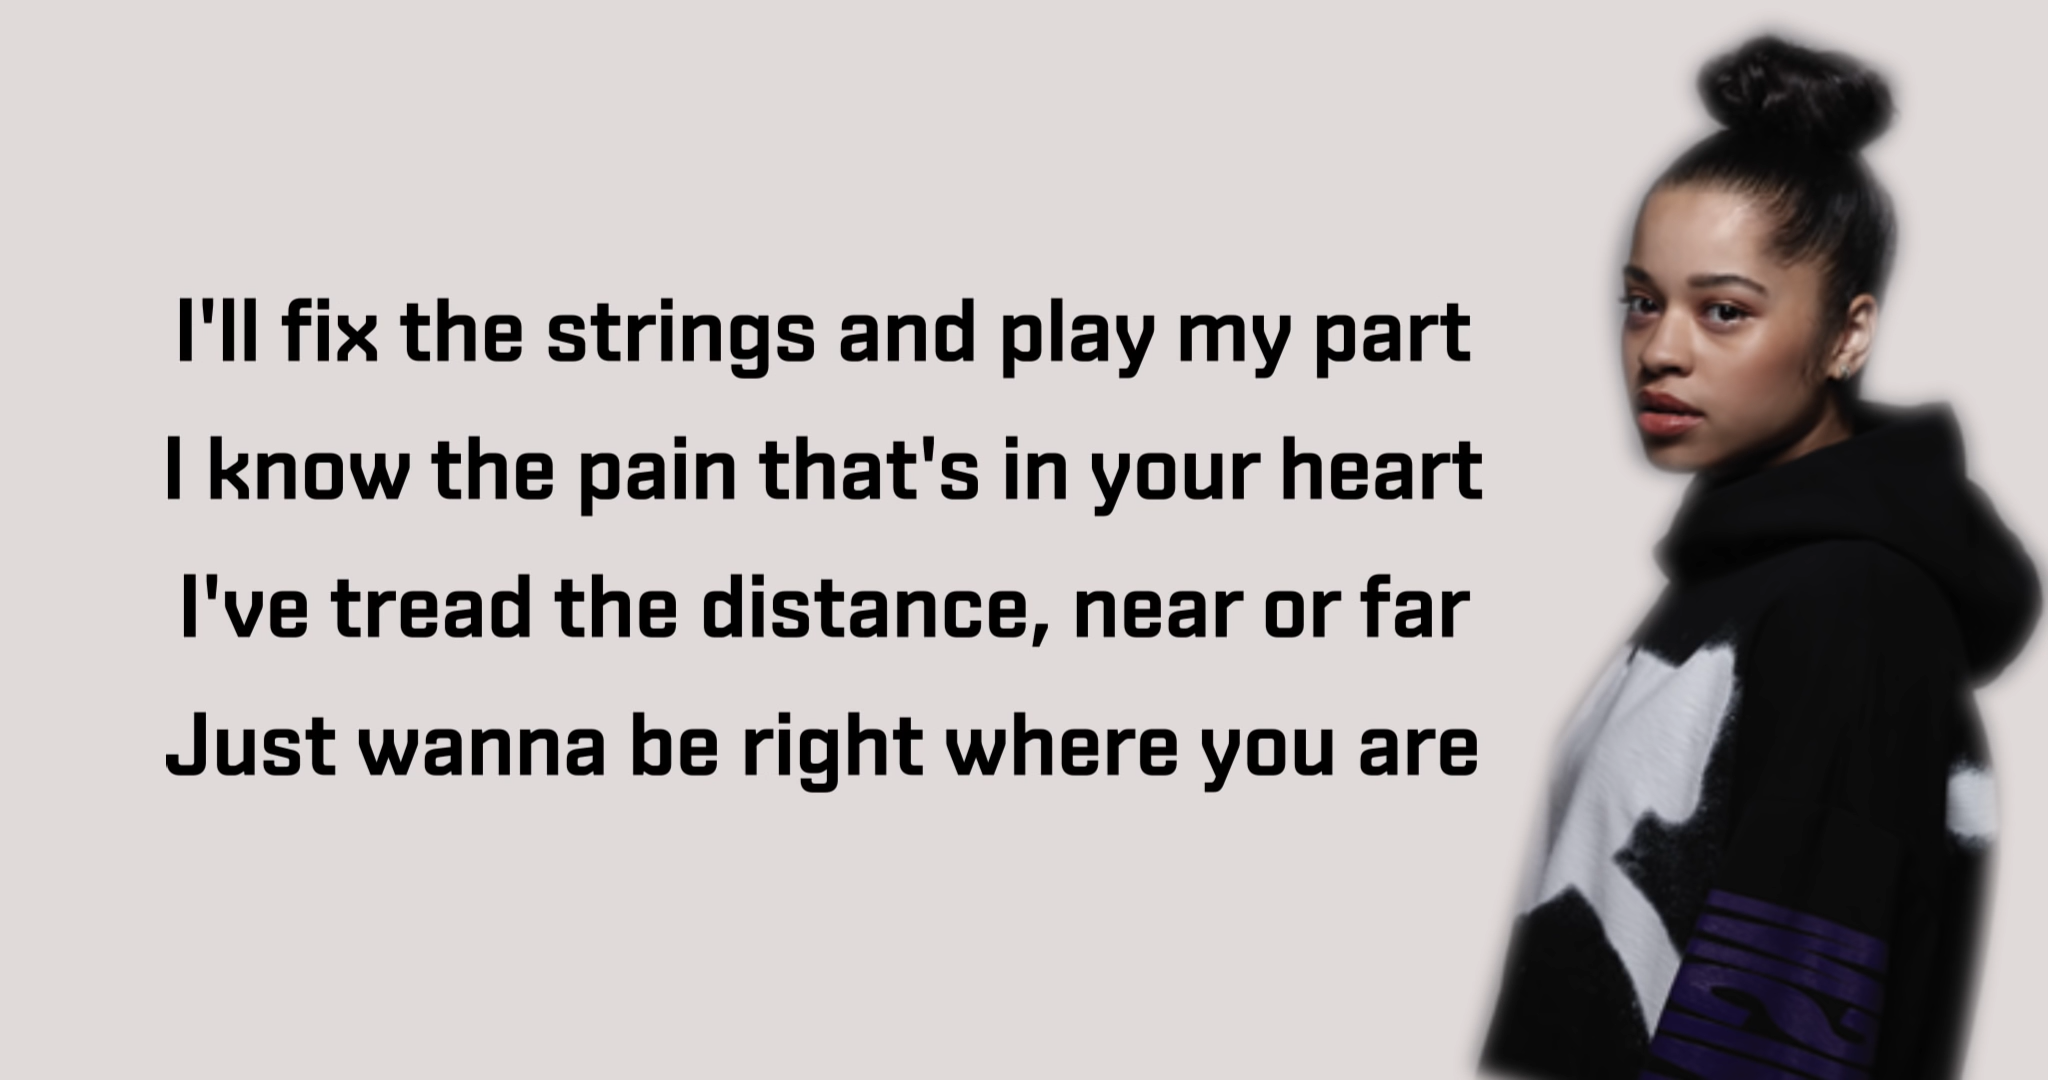 I'll fix the strings and play my part
I know the pain that's in your heart
I've tread the distance, near or far
Just wanna be right where you are